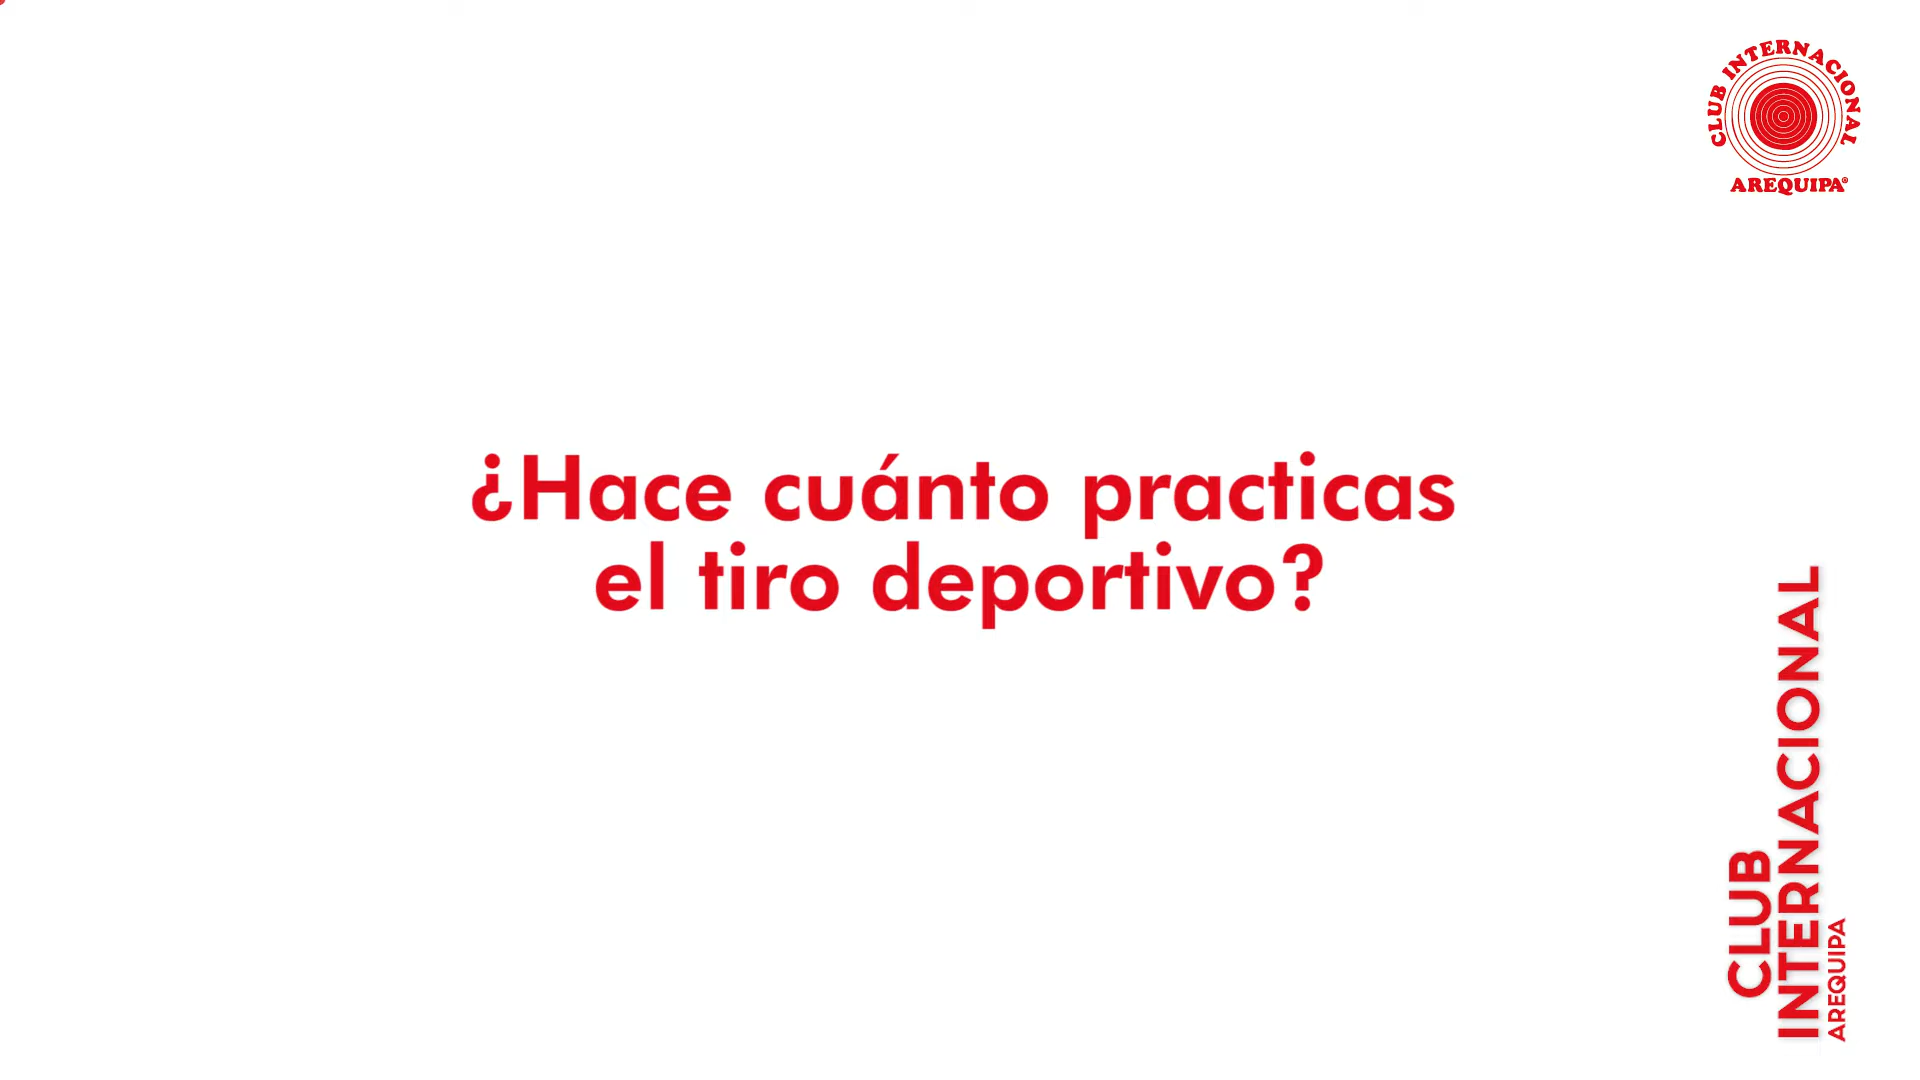 CLUB INTERNACIONAL
AREQUIPA®
¿Hace cuánto practicas
el tiro deportivo?
CLUB
INTERNACIONAL
AREQUIPA